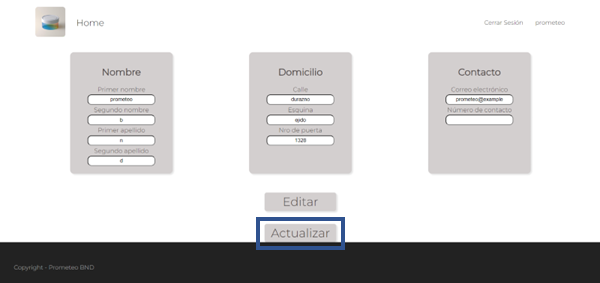 Home
Cerrar Sesión
prometeo
Nombre
Primer nombre
prometeo
Segundo nombre
b
Primer apellido
n
Segundo apellido
d
Domicilio
Calle
durazno
Esquina
ejido
Nro de puerta
1328
Contacto
Correo electrónico
prometeo@example
Número de contacto
Editar
Actualizar
Copyright - Prometeo BND